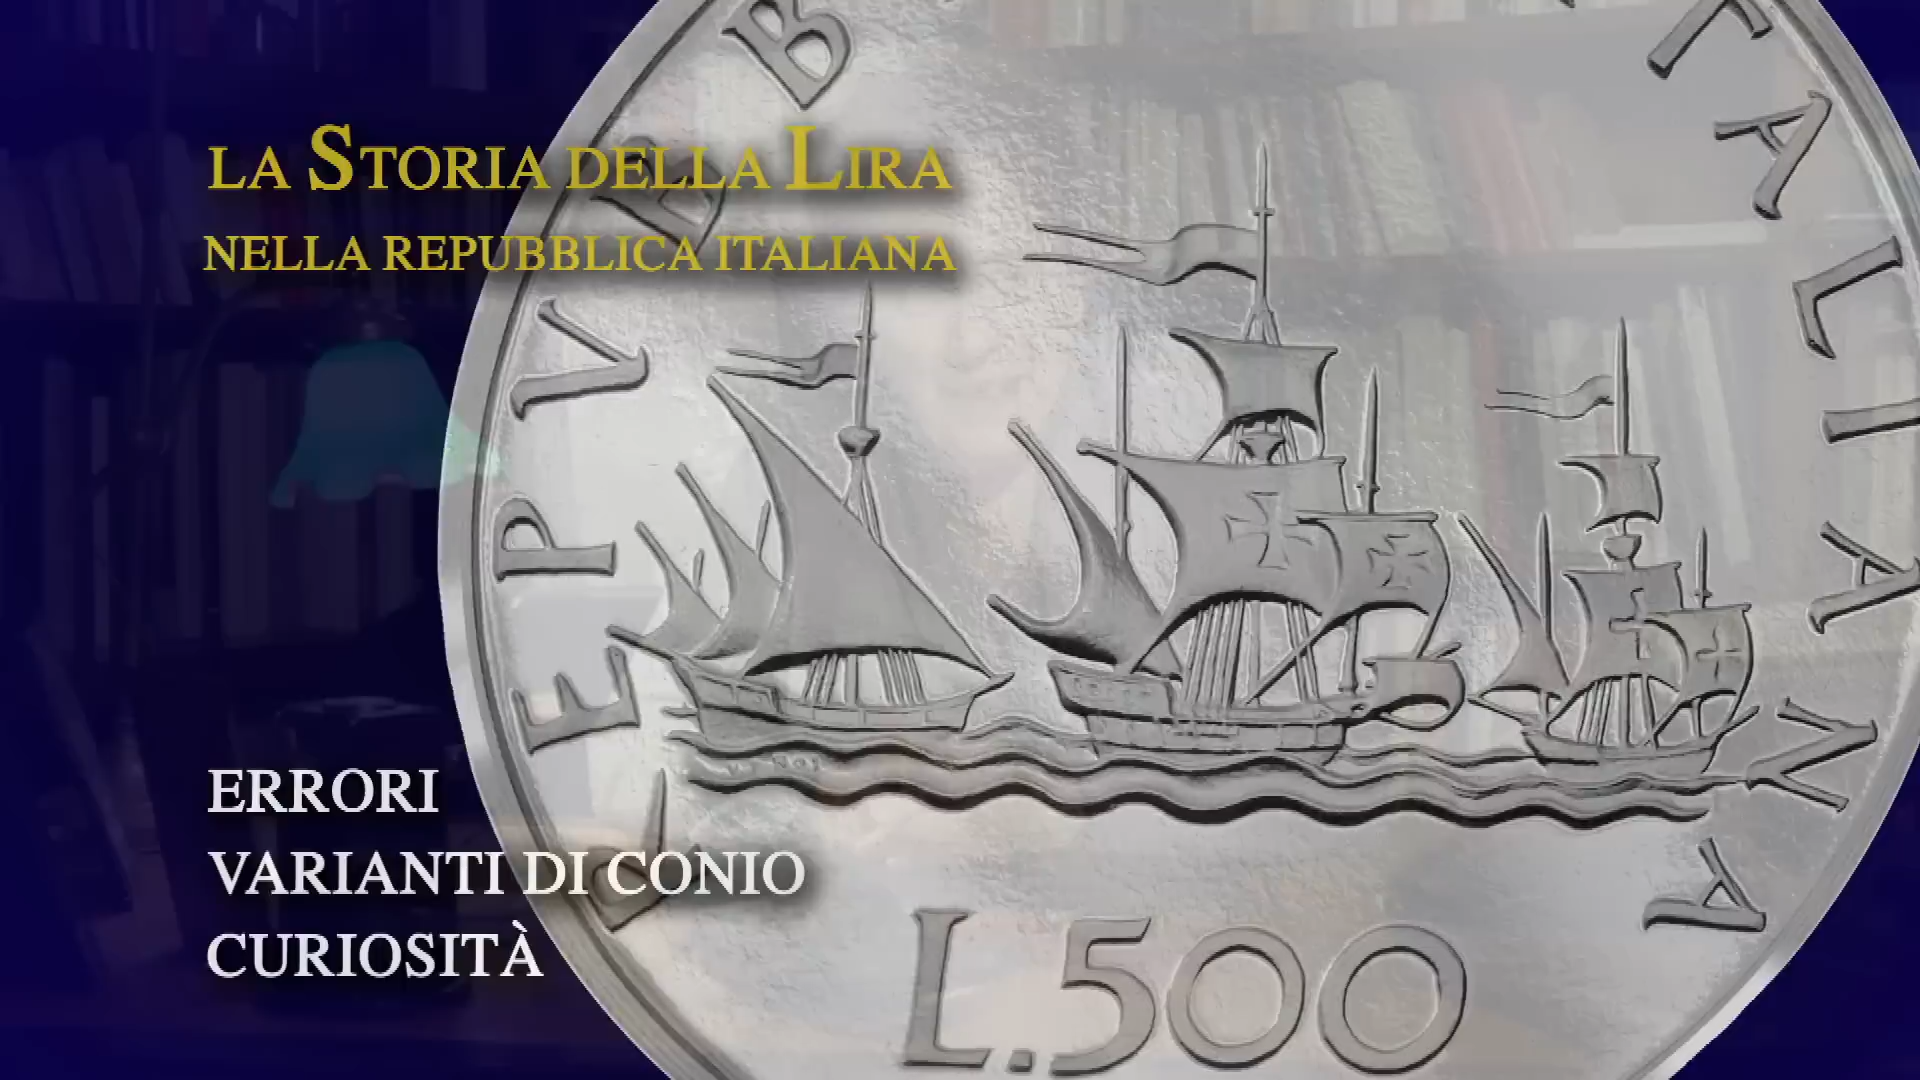 LA STORIA DELLA LIRA
NELLA REPUBBLICA ITALIANA
REPVBBLICA ITALIANA
ERRORI
VARIANTI DI CONIO
CURIOSITÀ
L.500